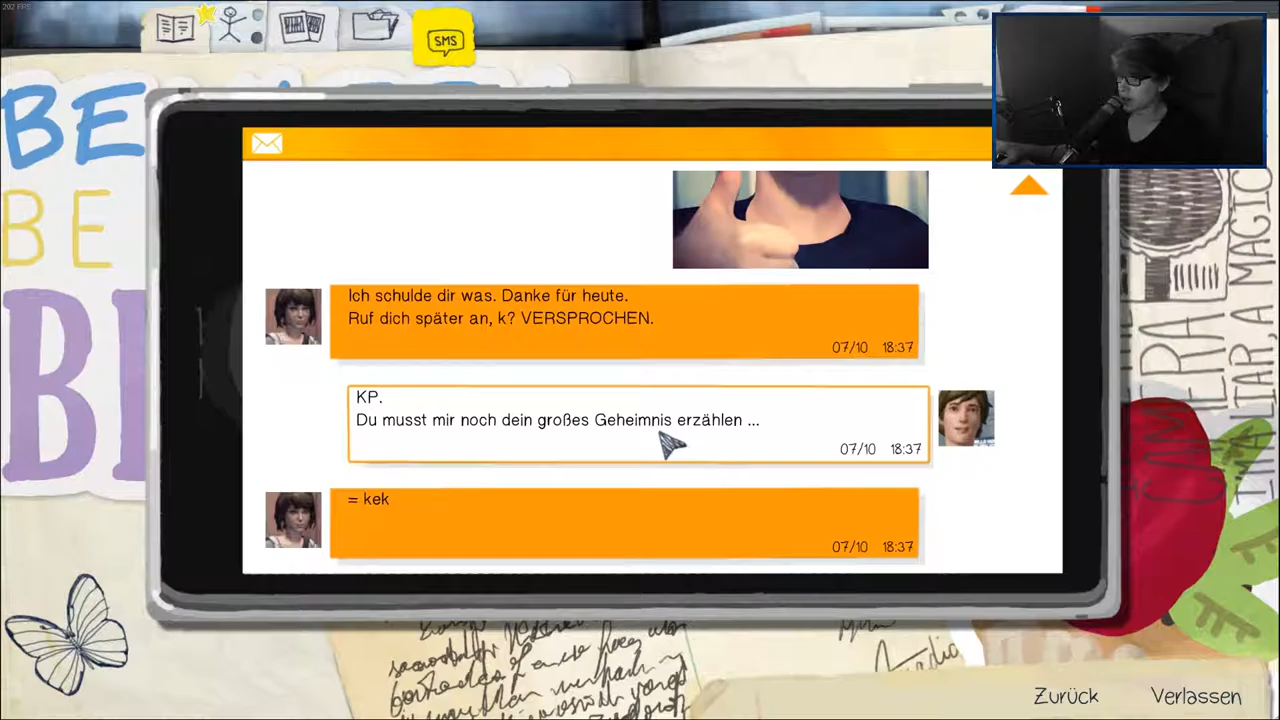 202 FPS
SMS
BE
BE
Ich schulde dir was. Danke für heute.
Ruf dich später an, k? VERSPROCHEN.
07/10 18:37
KP.
Du musst mir noch dein großes Geheimnis erzählen ...
07/10 18:37
= kek
07/10 18:37
Zurück
Verlassen